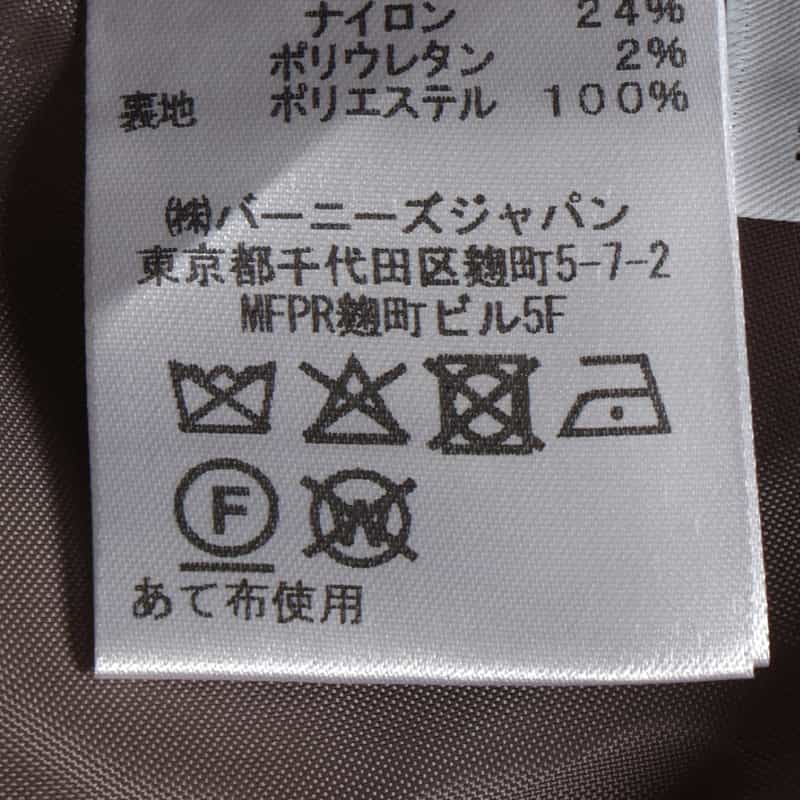 ナイロン 24%
ポリウレタン 2%
裏地 ポリエステル 100%
㈱バーニーズジャパン
東京都千代田区麹町5-7-2
MFPR麹町ビル5F
F
W
あて布使用